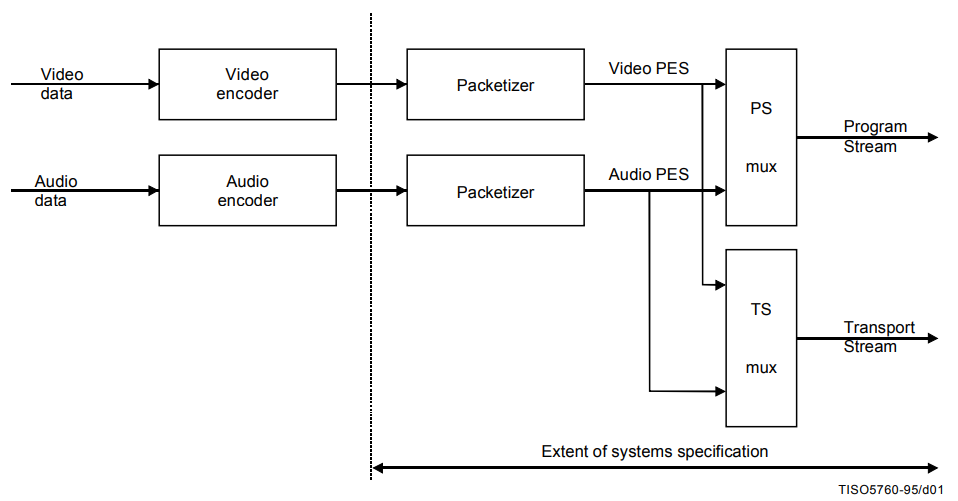 Video
data
Video
encoder
Packetizer
Video PES
PS
mux
Program
Stream
Audio
data
Audio
encoder
Packetizer
Audio PES
TS
mux
Transport
Stream
Extent of systems specification
TISO5760-95/d01